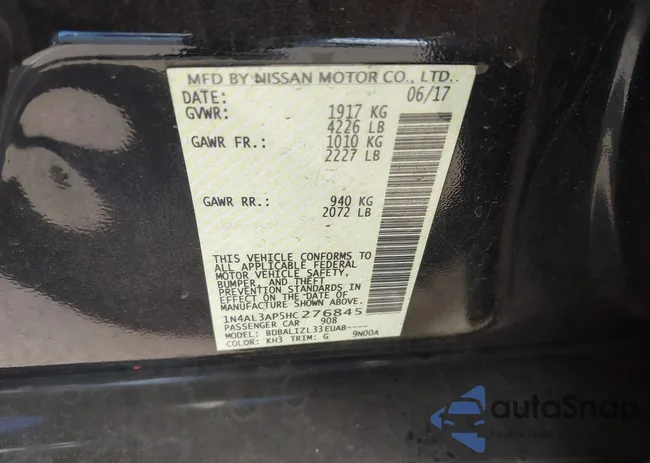 MFD BY NISSAN MOTOR CO., LTD.
DATE: 06/17
GVWR: 1917 KG
4226 LB
GAWR FR.: 1010 KG
2227 LB
GAWR RR.: 940 KG
2072 LB
THIS VEHICLE CONFORMS TO
ALL APPLICABLE FEDERAL
MOTOR VEHICLE SAFETY,
BUMPER, AND THEFT
PREVENTION STANDARDS IN
EFFECT ON THE DATE OF
MANUFACTURE SHOWN ABOVE.
1N4AL3AP5HC276845
PASSENGER CAR 908
MODEL: BDBALIZL33EUA8----
COLOR: KH3 TRIM: G 9N00A
autoSnap